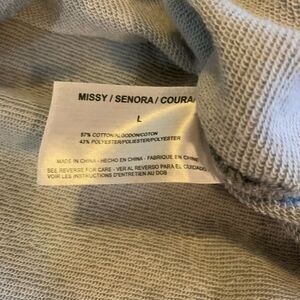 MISSY / SENORA / COURA
L
57% COTTON/ALGODON/COTON
43% POLYESTER/POLIESTER/POLYESTER
MADE IN CHINA - HECHO EN CHINA - FABRIQUE EN CHINE
SEE REVERSE FOR CARE - VER AL REVERSO PARA EL CUIDADO
VOIR LES INSTRUCTIONS D'ENTRETIEN AU DOS